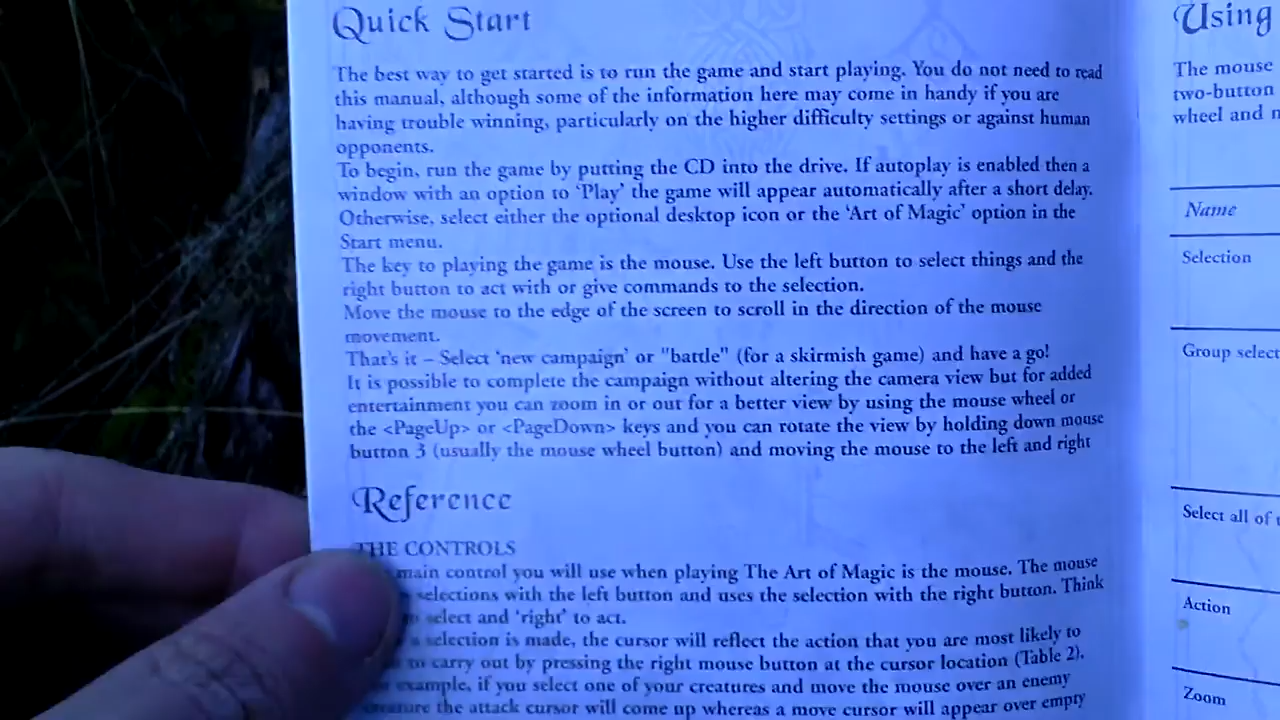 Quick Start
The best way to get started is to run the game and start playing. You do not need to read
this manual, although some of the information here may come in handy if you are
having trouble winning, particularly on the higher difficulty settings or against human
opponents.
To begin, run the game by putting the CD into the drive. If autoplay is enabled then a
window with an option to 'Play' the game will appear automatically after a short delay.
Otherwise, select either the optional desktop icon or the 'Art of Magic' option in the
Start menu.
The key to playing the game is the mouse. Use the left button to select things and the
right button to act with or give commands to the selection.
Move the mouse to the edge of the screen to scroll in the direction of the mouse
movement.
That's it – Select 'new campaign' or "battle" (for a skirmish game) and have a go!
It is possible to complete the campaign without altering the camera view but for added
entertainment you can zoom in or out for a better view by using the mouse wheel or
the <PageUp> or <PageDown> keys and you can rotate the view by holding down mouse
button 3 (usually the mouse wheel button) and moving the mouse to the left and right
Reference
THE CONTROLS
main control you will use when playing The Art of Magic is the mouse. The mouse
selections with the left button and uses the selection with the right button. Think
select and 'right' to act.
a selection is made, the cursor will reflect the action that you are most likely to
to carry out by pressing the right mouse button at the cursor location (Table 2).
example, if you select one of your creatures and move the mouse over an enemy
creature the attack cursor will come up whereas a move cursor will appear over empty
Using
The mouse
two-button
wheel and
Name
Selection
Group select
Select all of
Action
Zoom